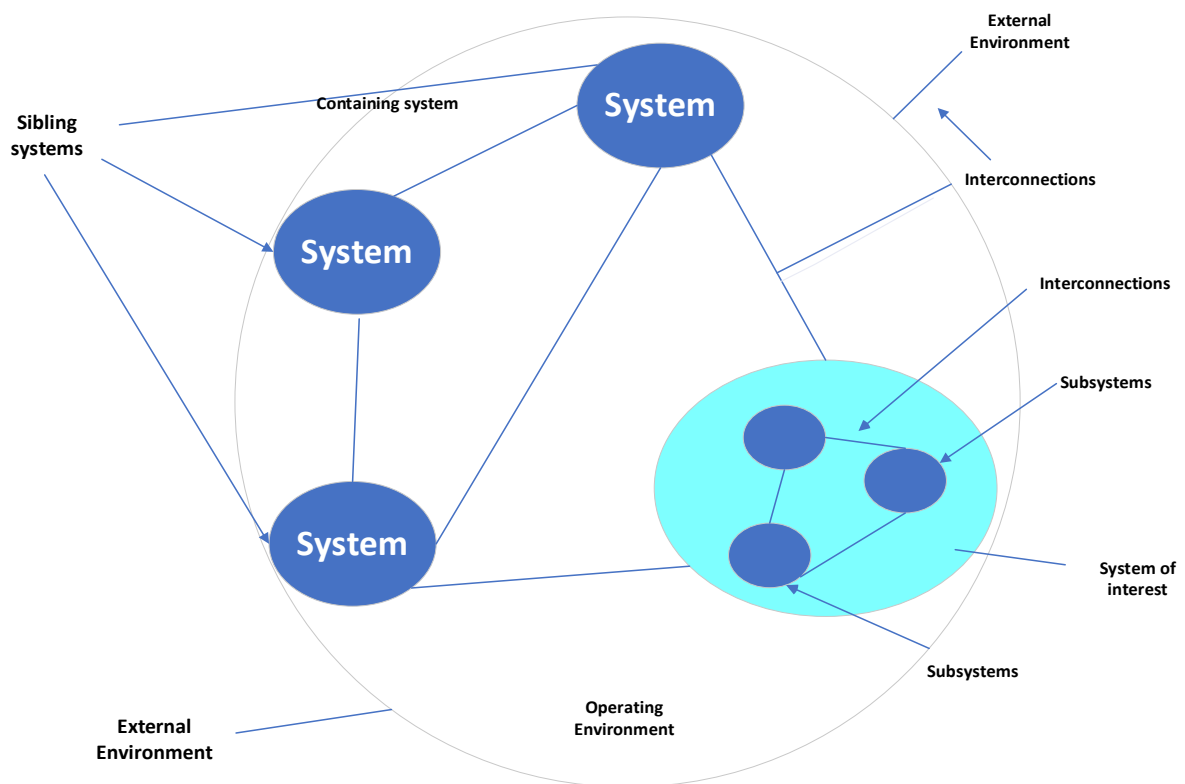 External
Environment
Containing system
System
Sibling
systems
Interconnections
System
Interconnections
Subsystems
System
System of
interest
Subsystems
Operating
Environment
External
Environment